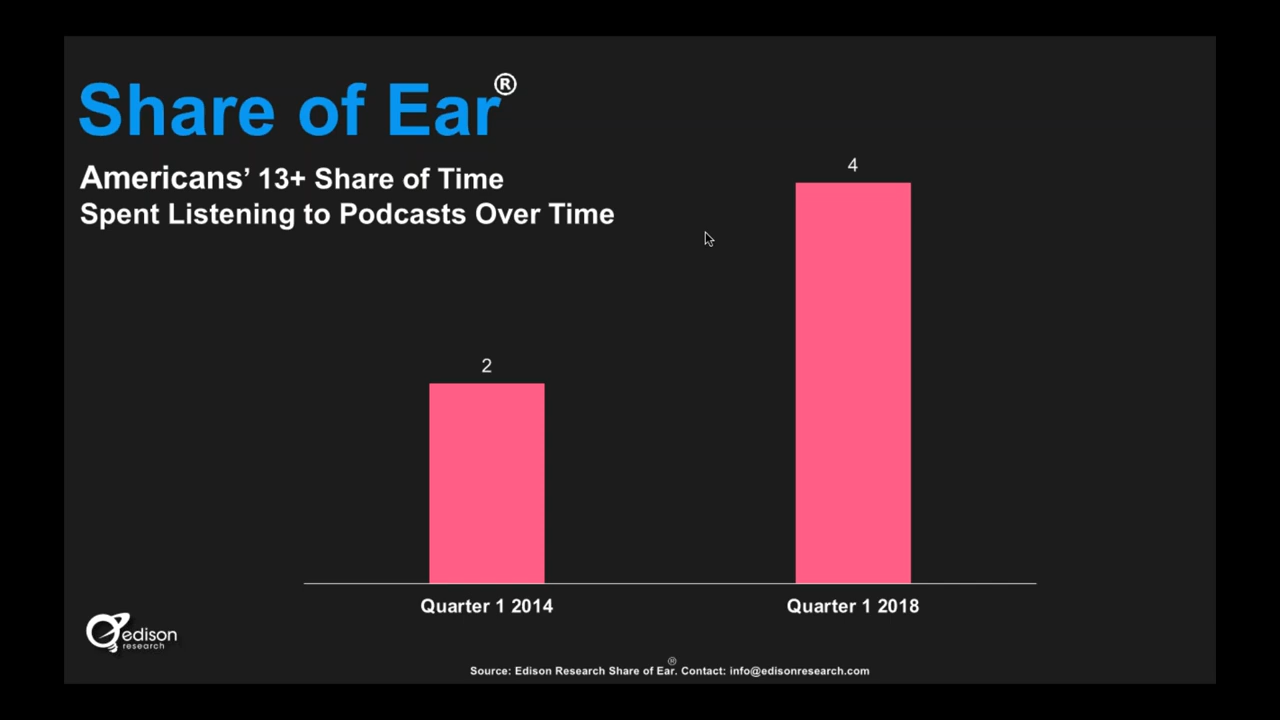 Share of Ear®
Americans’ 13+ Share of Time
Spent Listening to Podcasts Over Time
4
2
Quarter 1 2014
Quarter 1 2018
edison
research
Source: Edison Research Share of Ear.® Contact: info@edisonresearch.com